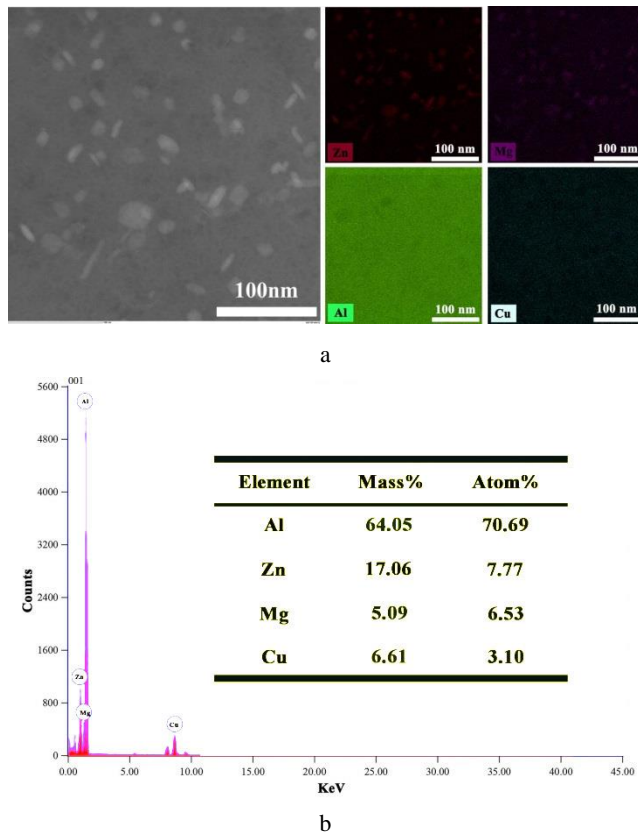 100nm
Zn
100 nm
Mg
100 nm
Al
100 nm
Cu
100 nm
a
001
5600
4800
4000
3200
2400
1600
800
0
Counts
Al
Zn
Mg
Cu
Element Mass% Atom%
Al 64.05 70.69
Zn 17.06 7.77
Mg 5.09 6.53
Cu 6.61 3.10
0.00 5.00 10.00 15.00 20.00 25.00 30.00 35.00 40.00 45.00
KeV
b